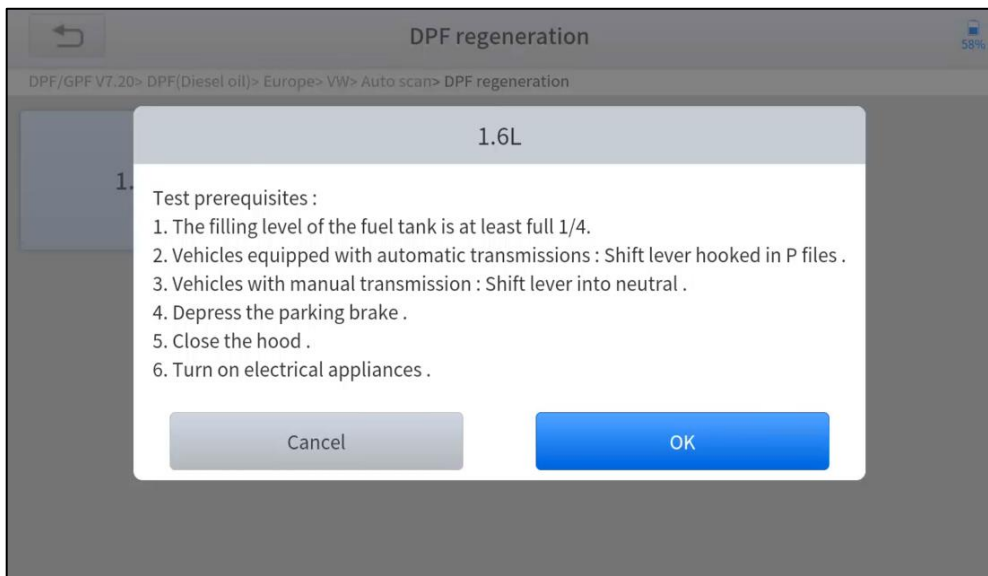 DPF regeneration
58%
DPF/GPF V7.20> DPF(Diesel oil)> Europe> VW> Auto scan> DPF regeneration
1.6L
1.
Test prerequisites :
1. The filling level of the fuel tank is at least full 1/4.
2. Vehicles equipped with automatic transmissions : Shift lever hooked in P files .
3. Vehicles with manual transmission : Shift lever into neutral .
4. Depress the parking brake .
5. Close the hood .
6. Turn on electrical appliances .
Cancel
OK